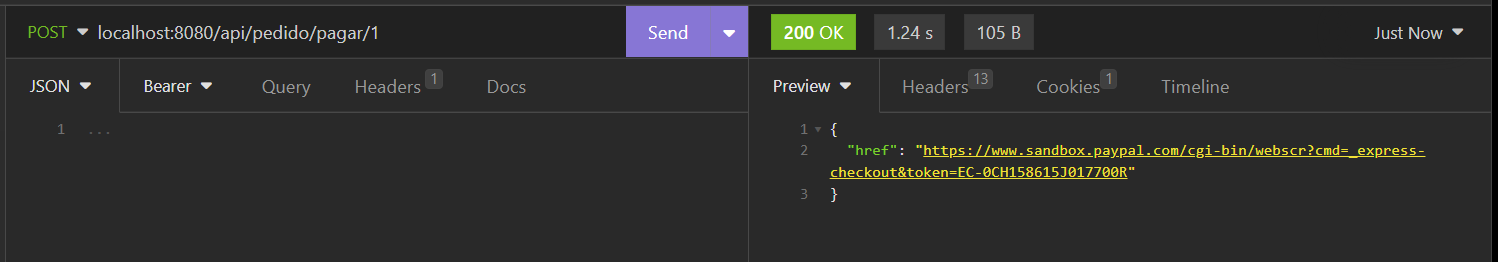 POST localhost:8080/api/pedido/pagar/1 Send 200 OK 1.24 s 105 B Just Now
JSON Bearer Query Headers 1 Docs Preview Headers 13 Cookies 1 Timeline
1 ...
1 {
2 "href": "https://www.sandbox.paypal.com/cgi-bin/webscr?cmd=_express-
checkout&token=EC-0CH158615J017700R"
3 }